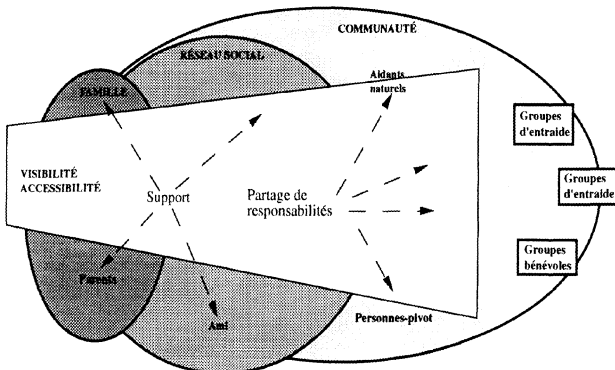 COMMUNAUTÉ
RÉSEAU SOCIAL
FAMILLE
Aidants
naturels
Groupes
d'entraide
VISIBILITÉ
ACCESSIBILITÉ
Support
Partage de
responsabilités
Groupes
d'entraide
Groupes
bénévoles
Parents
Ami
Personnes-pivot